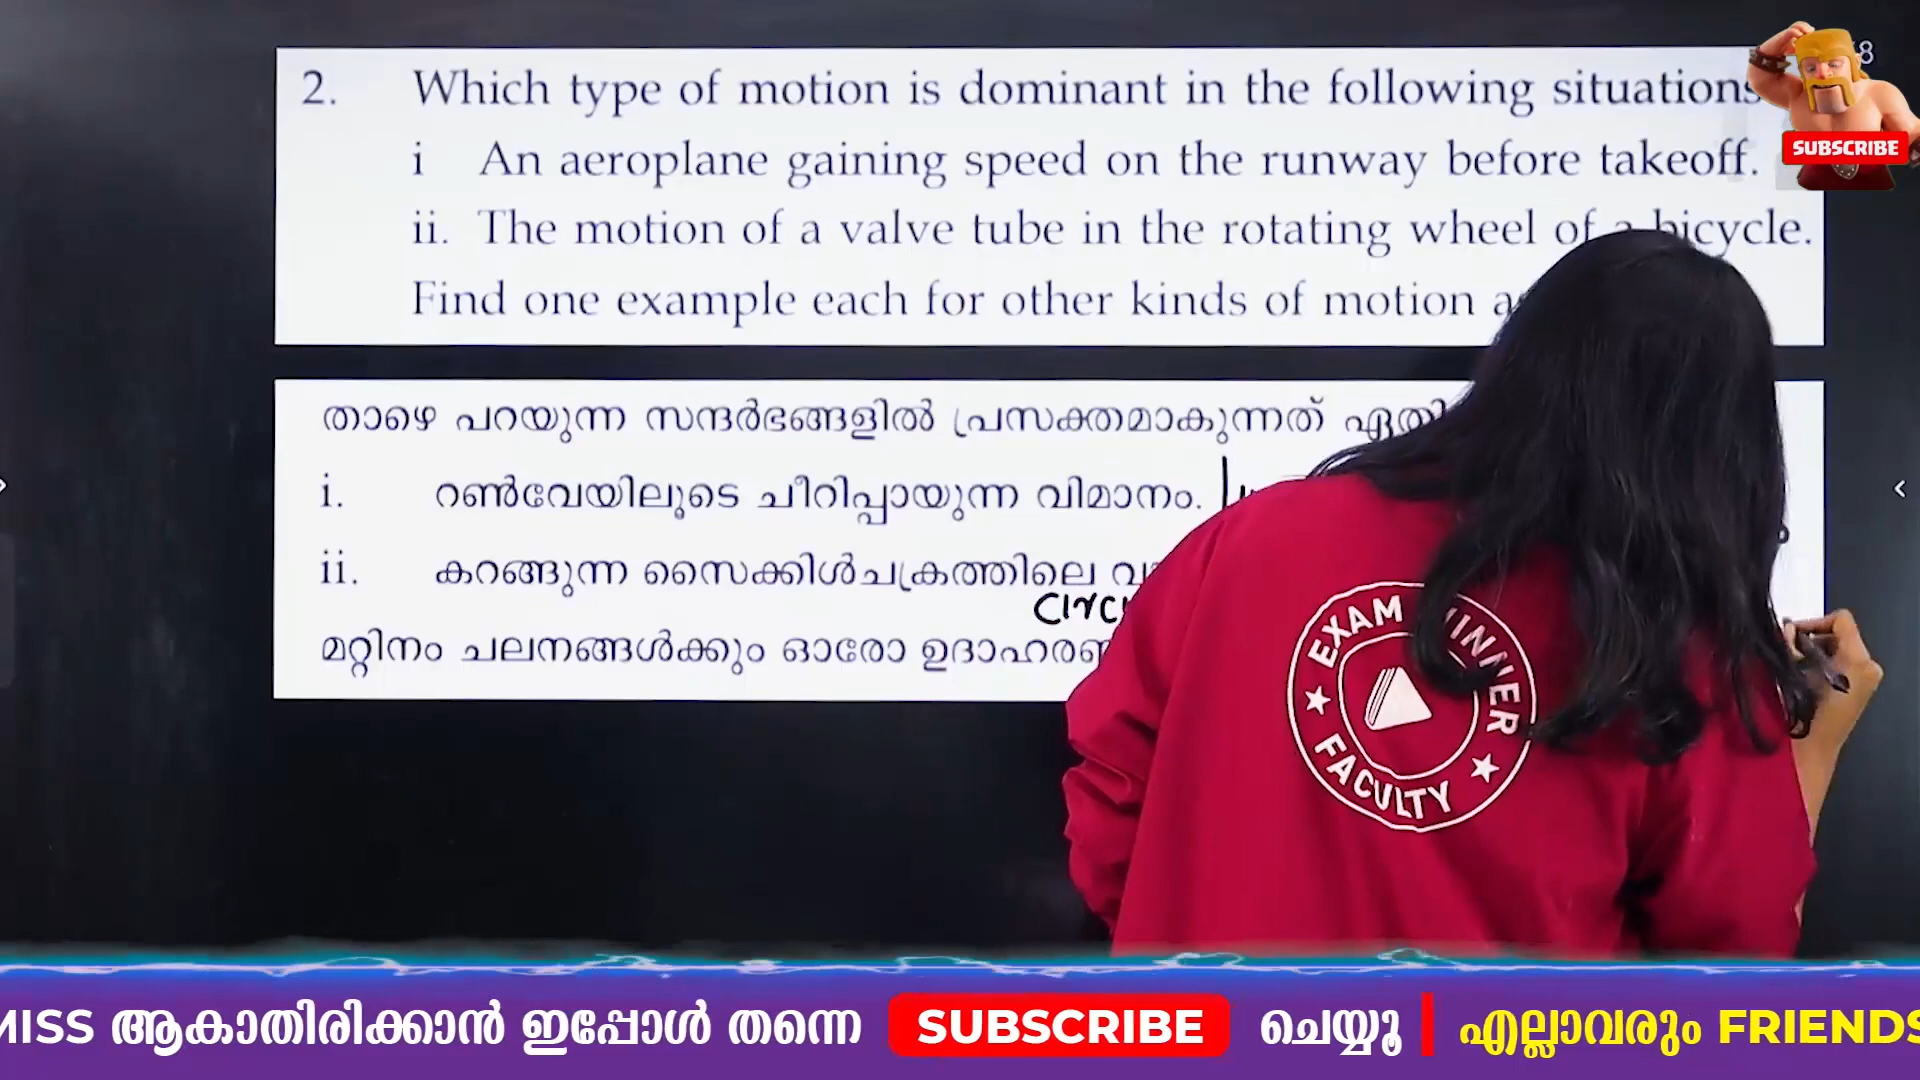 2. Which type of motion is dominant in the following situations
i An aeroplane gaining speed on the runway before takeoff.
ii. The motion of a valve tube in the rotating wheel of a bicycle.
Find one example each for other kinds of motion
താഴെ പറയുന്ന സന്ദർഭങ്ങളിൽ പ്രസക്തമാകുന്നത്
i. റൺവേയിലൂടെ ചീറിപ്പായുന്ന വിമാനം.
ii. കറങ്ങുന്ന സൈക്കിൾചക്രത്തിലെ
മറ്റിനം ചലനങ്ങൾക്കും ഓരോ
SUBSCRIBE
EXAM WINNER
FACULTY
MISS ആകാതിരിക്കാൻ ഇപ്പോൾ തന്നെ SUBSCRIBE ചെയ്യൂ | എല്ലാവരും FRIENDS